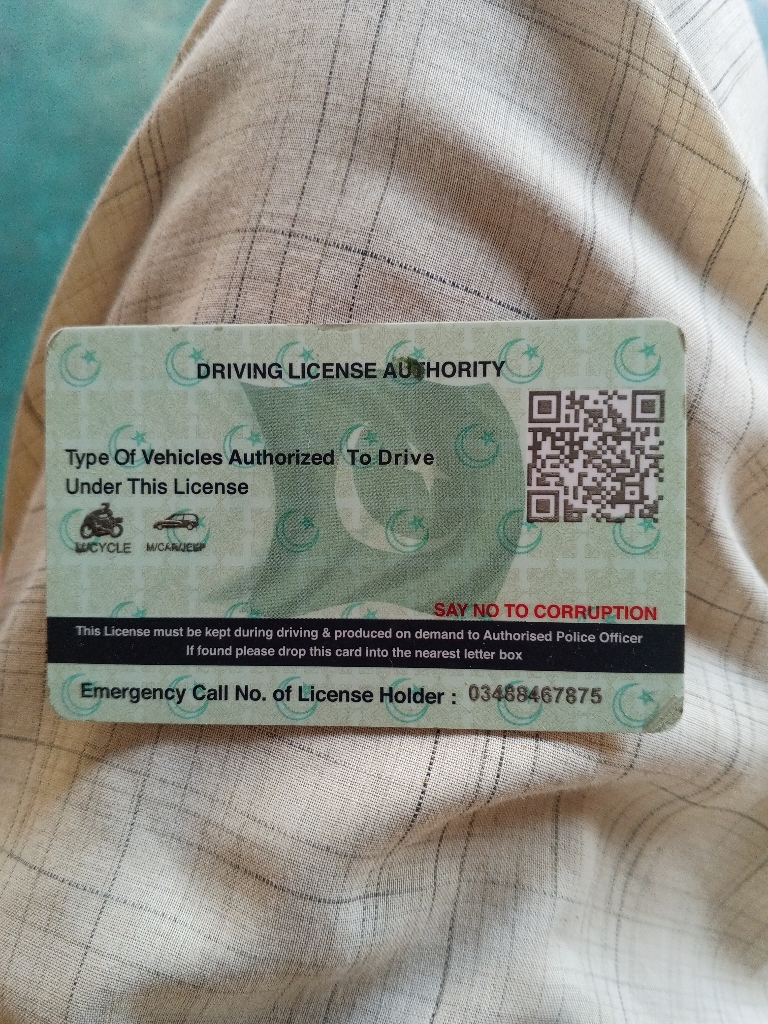 DRIVING LICENSE AUTHORITY
Type Of Vehicles Authorized To Drive
Under This License
M/CYCLE M/CAR/JEEP
SAY NO TO CORRUPTION
This License must be kept during driving & produced on demand to Authorised Police Officer
If found please drop this card into the nearest letter box
Emergency Call No. of License Holder : 03488467875